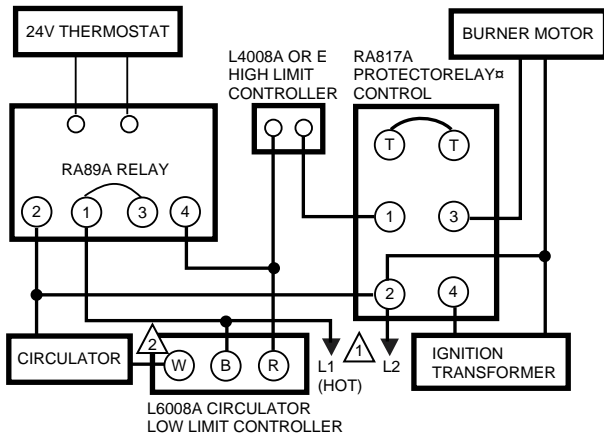 24V THERMOSTAT
BURNER MOTOR
L4008A OR E
HIGH LIMIT
CONTROLLER
RA817A
PROTECTORELAY¤
CONTROL
T T
RA89A RELAY
2 1 3 4
1 3
2 4
CIRCULATOR
2
W B R
L1
(HOT)
1
L2
IGNITION
TRANSFORMER
L6008A CIRCULATOR
LOW LIMIT CONTROLLER